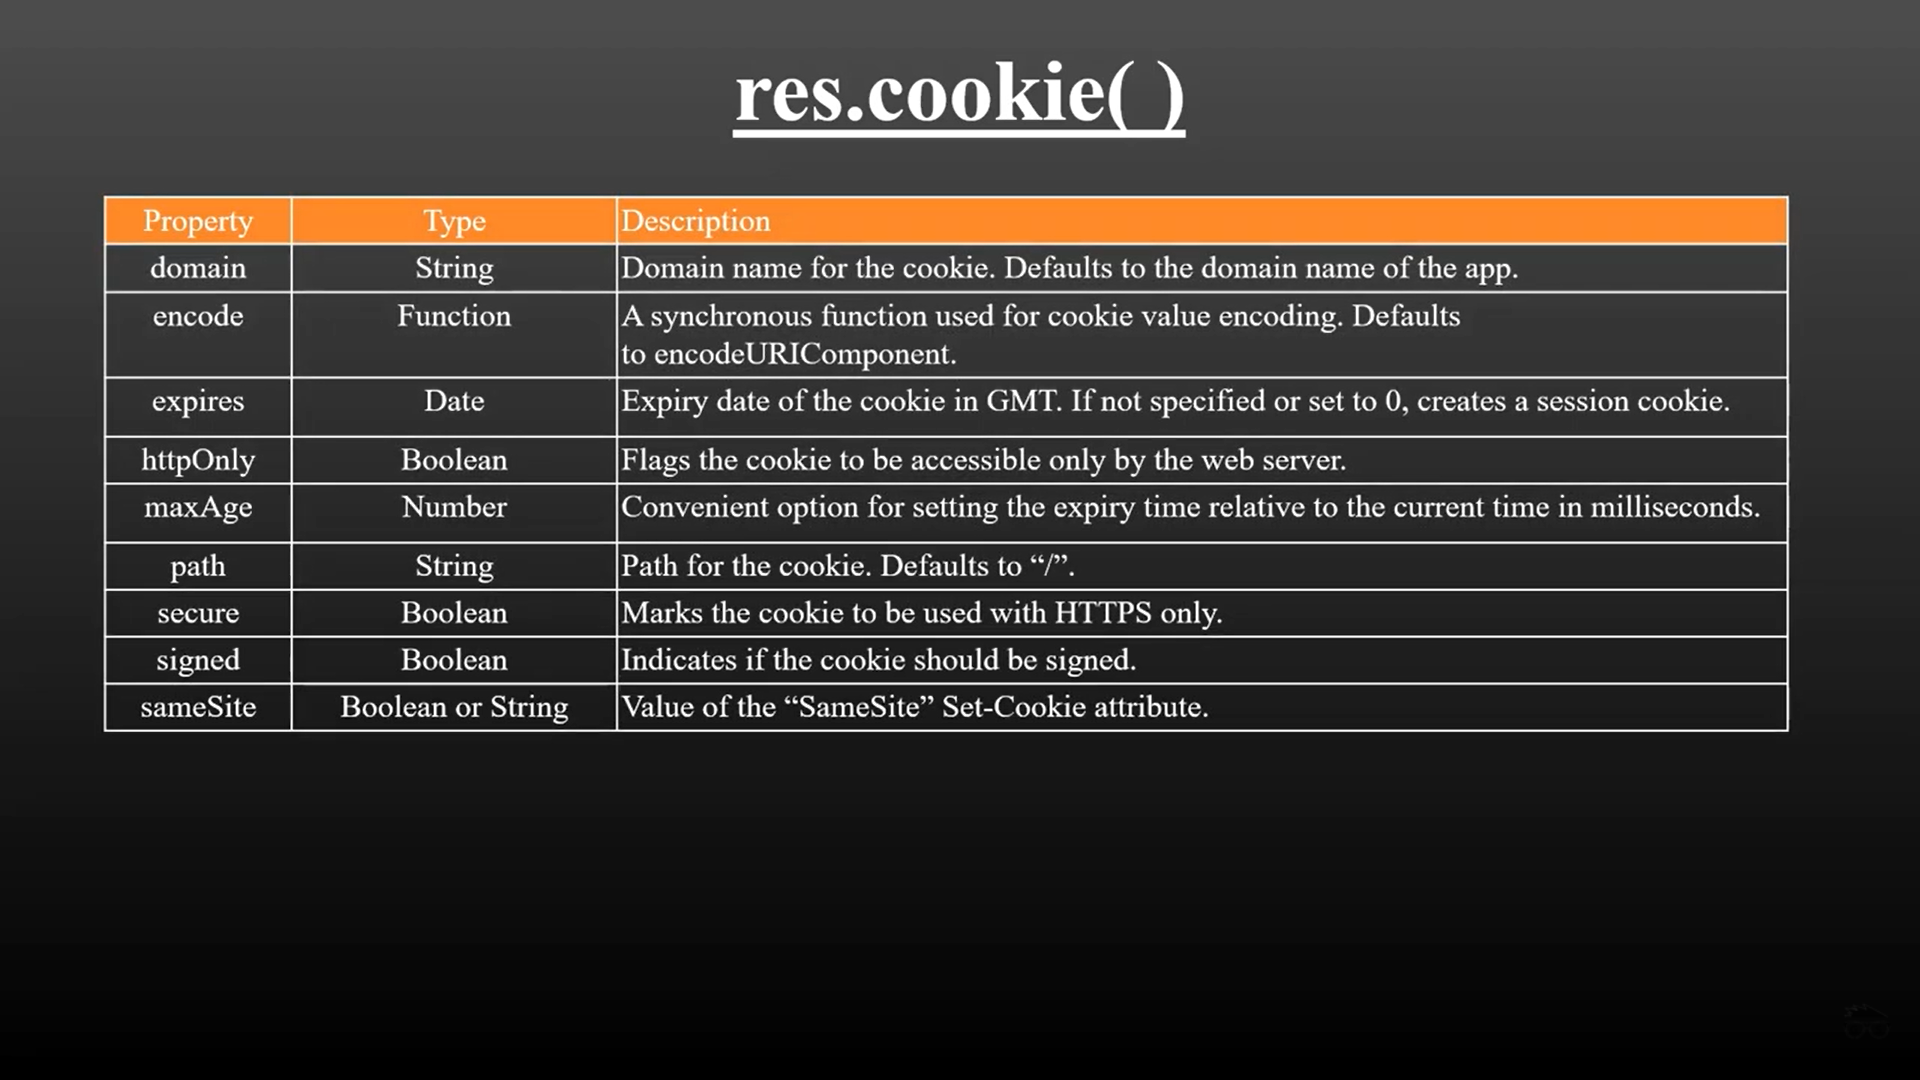 res.cookie( )
Property Type Description
domain String Domain name for the cookie. Defaults to the domain name of the app.
encode Function A synchronous function used for cookie value encoding. Defaults
to encodeURIComponent.
expires Date Expiry date of the cookie in GMT. If not specified or set to 0, creates a session cookie.
httpOnly Boolean Flags the cookie to be accessible only by the web server.
maxAge Number Convenient option for setting the expiry time relative to the current time in milliseconds.
path String Path for the cookie. Defaults to “/”.
secure Boolean Marks the cookie to be used with HTTPS only.
signed Boolean Indicates if the cookie should be signed.
sameSite Boolean or String Value of the “SameSite” Set-Cookie attribute.